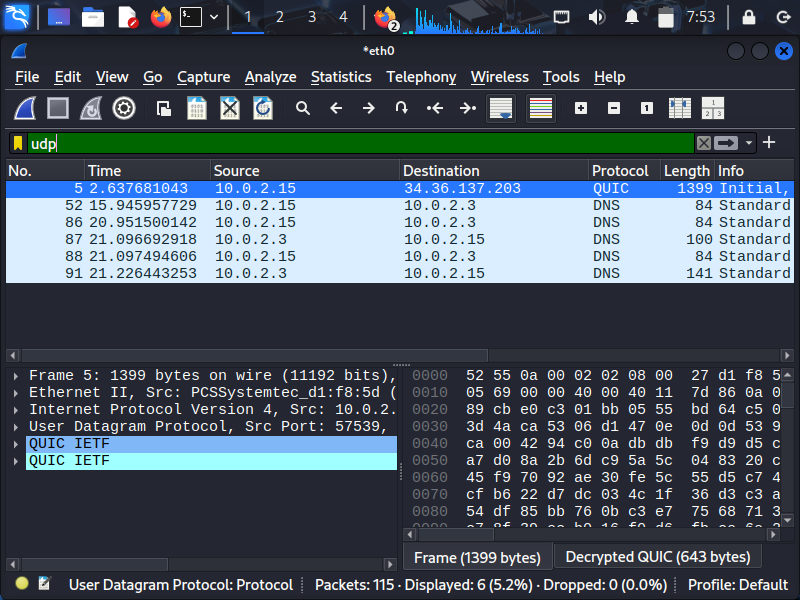 1 2 3 4 2 7:53
*eth0
File Edit View Go Capture Analyze Statistics Telephony Wireless Tools Help
udp
No. Time Source Destination Protocol Length Info
5 2.637681043 10.0.2.15 34.36.137.203 QUIC 1399 Initial,
52 15.945957729 10.0.2.15 10.0.2.3 DNS 84 Standard
86 20.951500142 10.0.2.15 10.0.2.3 DNS 84 Standard
87 21.096692918 10.0.2.3 10.0.2.15 DNS 100 Standard
88 21.097494606 10.0.2.15 10.0.2.3 DNS 84 Standard
91 21.226443253 10.0.2.3 10.0.2.15 DNS 141 Standard
Frame 5: 1399 bytes on wire (11192 bits),
Ethernet II, Src: PCSSystemtec_d1:f8:5d (
Internet Protocol Version 4, Src: 10.0.2.
User Datagram Protocol, Src Port: 57539,
QUIC IETF
QUIC IETF
0000 52 55 0a 00 02 02 08 00 27 d1 f8 5
0010 05 69 00 00 40 00 40 11 7d 86 0a 0
0020 89 cb e0 c3 01 bb 05 55 bd 64 c5 0
0030 3d 4a ca 53 06 d1 47 0e 0d 0d 53 9
0040 ca 00 42 94 c0 0a db db f9 d9 d5 c
0050 a7 d0 8a 2b 6d c9 5a 5c 04 83 20 c
0060 45 f9 70 92 ae 30 fe 5c 55 d5 c7 4
0070 cf b6 22 d7 dc 03 4c 1f 36 d3 c3 a
0080 54 df 85 bb 76 0b c3 e7 75 68 71 3
Frame (1399 bytes) Decrypted QUIC (643 bytes)
User Datagram Protocol: Protocol Packets: 115 · Displayed: 6 (5.2%) · Dropped: 0 (0.0%) Profile: Default